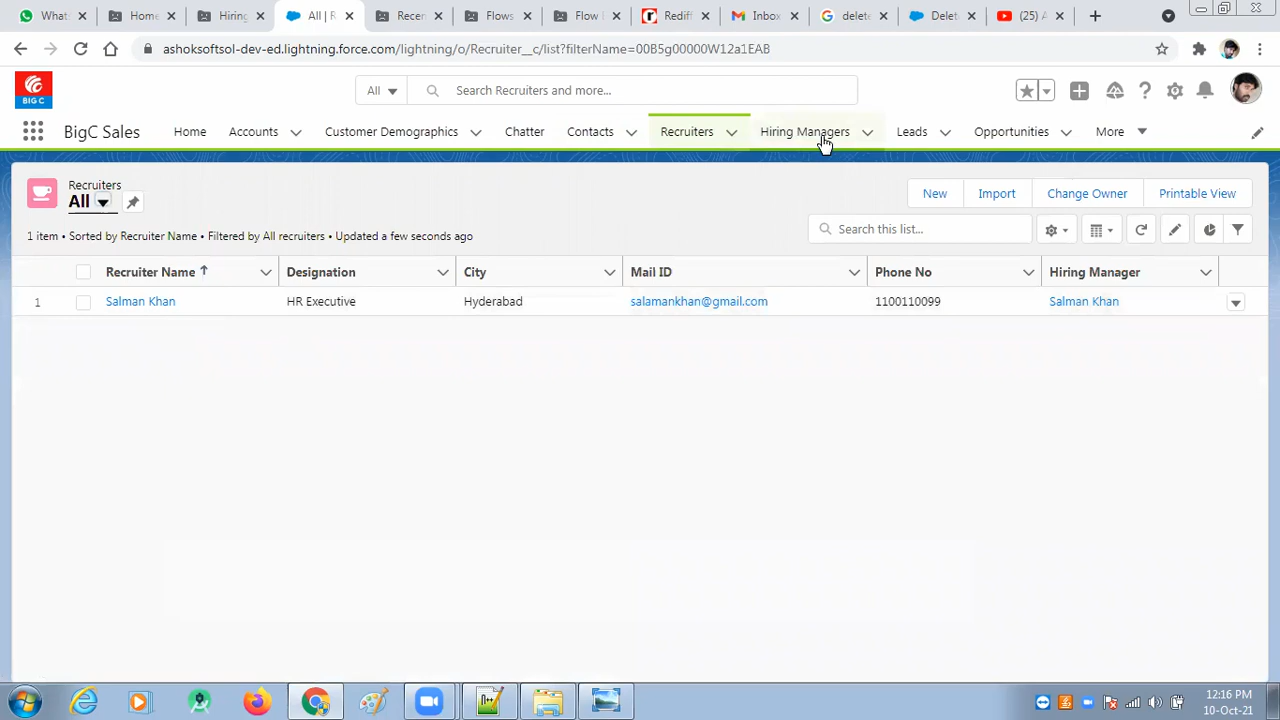 What
Home
Hiring
All | R
Recen
Flows
Flow L
Rediff
Inbox
delete
Delet
(25) A
ashoksoftsol-dev-ed.lightning.force.com/lightning/o/Recruiter__c/list?filterName=00B5g00000W12a1EAB
BIG C
All
Search Recruiters and more...
BigC Sales
Home
Accounts
Customer Demographics
Chatter
Contacts
Recruiters
Hiring Managers
Leads
Opportunities
More
Recruiters
All
New
Import
Change Owner
Printable View
1 item • Sorted by Recruiter Name • Filtered by All recruiters • Updated a few seconds ago
Search this list...
Recruiter Name ↑ Designation City Mail ID Phone No Hiring Manager
1 Salman Khan HR Executive Hyderabad salamankhan@gmail.com 1100110099 Salman Khan
12:16 PM
10-Oct-21